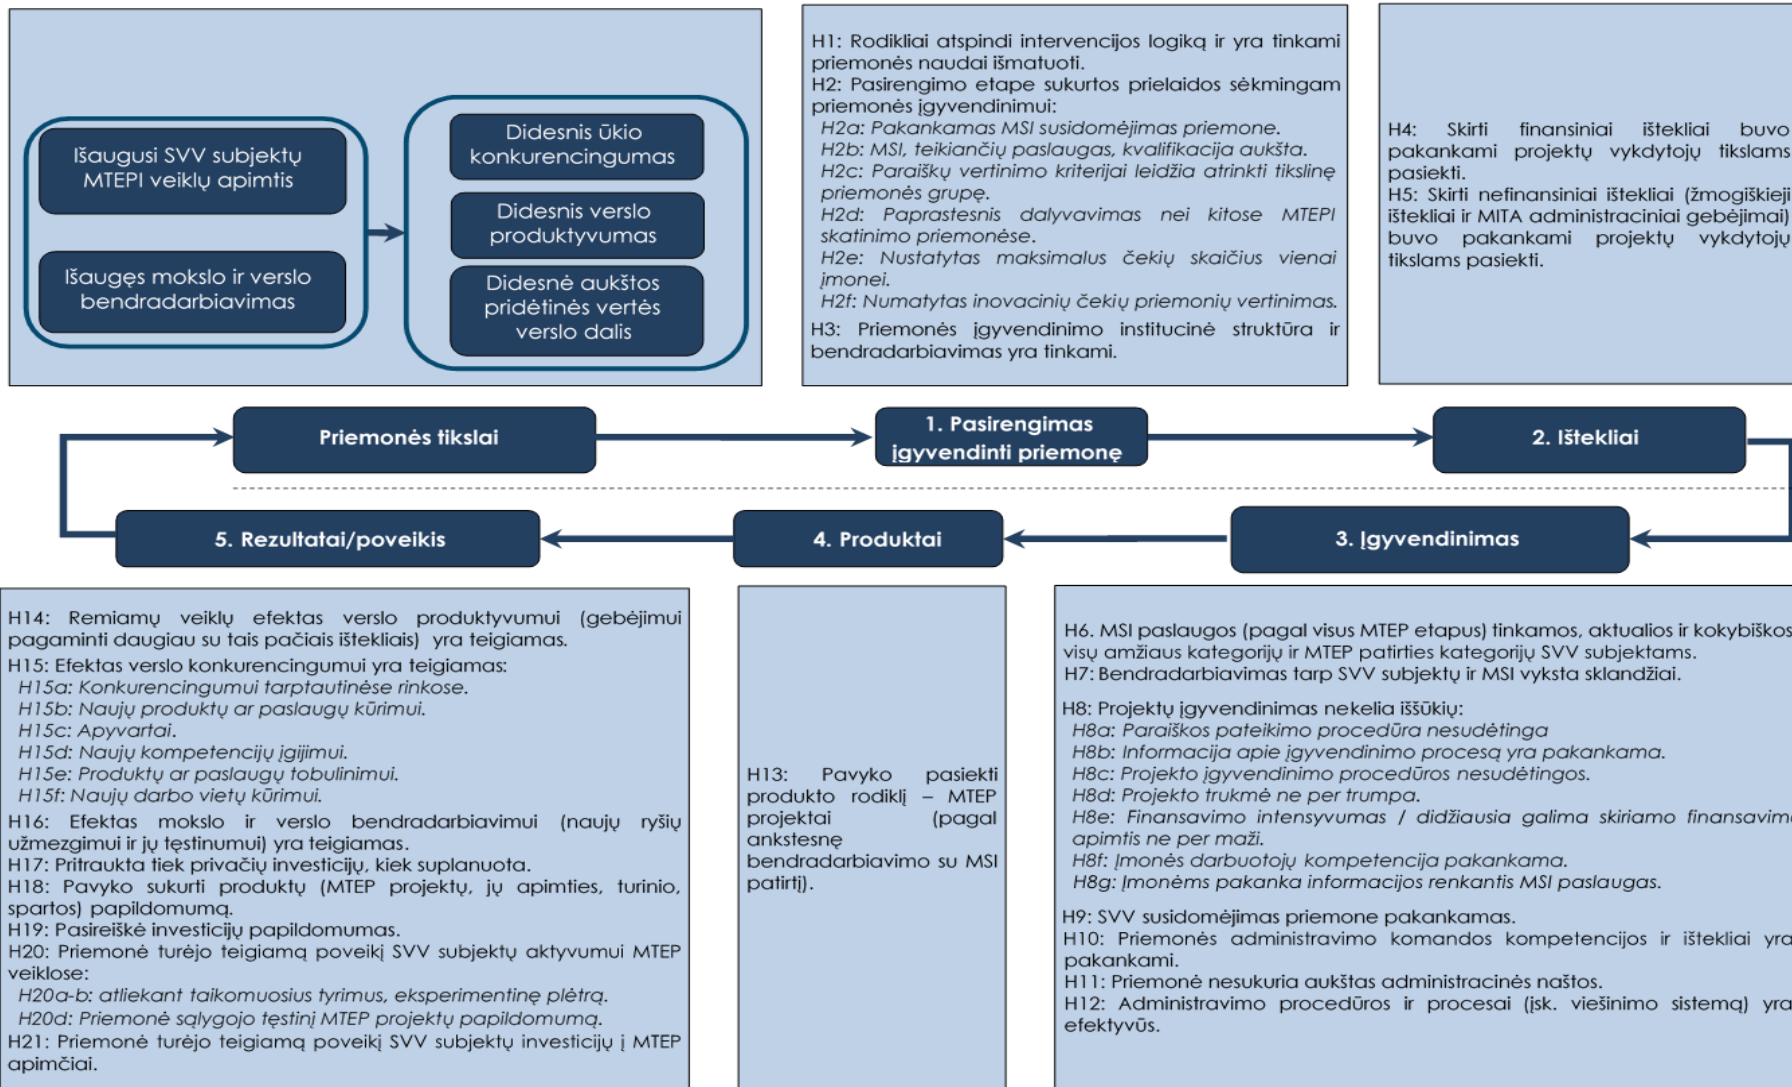 Išaugusi SVV subjektų
MTEPI veiklų apimtis
Išaugęs mokslo ir verslo
bendradarbiavimas
Didesnis ūkio
konkurencingumas
Didesnis verslo
produktyvumas
Didesnė aukštos
pridėtinės vertės
verslo dalis
H1: Rodikliai atspindi intervencijos logiką ir yra tinkami
priemonės naudai išmatuoti.
H2: Pasirengimo etape sukurtos prielaidos sėkmingam
priemonės įgyvendinimui:
H2a: Pakankamas MSI susidomėjimas priemone.
H2b: MSI, teikiančių paslaugas, kvalifikacija aukšta.
H2c: Paraiškų vertinimo kriterijai leidžia atrinkti tikslinę
priemonės grupę.
H2d: Paprastesnis dalyvavimas nei kitose MTEPI
skatinimo priemonėse.
H2e: Nustatytas maksimalus čekių skaičius vienai
įmonei.
H2f: Numatytas inovacinių čekių priemonių vertinimas.
H3: Priemonės įgyvendinimo institucinė struktūra ir
bendradarbiavimas yra tinkami.
H4: Skirti finansiniai ištekliai buvo
pakankami projektų vykdytojų tikslams
pasiekti.
H5: Skirti nefinansiniai ištekliai (žmogiškieji
ištekliai ir MITA administraciniai gebėjimai)
buvo pakankami projektų vykdytojų
tikslams pasiekti.
Priemonės tikslai
1. Pasirengimas
įgyvendinti priemonę
2. Ištekliai
5. Rezultatai/poveikis
4. Produktai
3. Įgyvendinimas
H14: Remiamų veiklų efektas verslo produktyvumui (gebėjimui
pagaminti daugiau su tais pačiais ištekliais) yra teigiamas.
H15: Efektas verslo konkurencingumui yra teigiamas:
H15a: Konkurencingumui tarptautinėse rinkose.
H15b: Naujų produktų ar paslaugų kūrimui.
H15c: Apyvartai.
H15d: Naujų kompetencijų įgijimui.
H15e: Produktų ar paslaugų tobulinimui.
H15f: Naujų darbo vietų kūrimui.
H16: Efektas mokslo ir verslo bendradarbiavimui (naujų ryšių
užmezgimui ir jų tęstinumui) yra teigiamas.
H17: Pritraukta tiek privačių investicijų, kiek suplanuota.
H18: Pavyko sukurti produktų (MTEP projektų, jų apimties, turinio,
spartos) papildomumą.
H19: Pasireiškė investicijų papildomumas.
H20: Priemonė turėjo teigiamą poveikį SVV subjektų aktyvumui MTEP
veiklose:
H20a-b: atliekant taikomuosius tyrimus, eksperimentinę plėtrą.
H20d: Priemonė sąlygojo tęstinį MTEP projektų papildomumą.
H21: Priemonė turėjo teigiamą poveikį SVV subjektų investicijų į MTEP
apimčiai.
H13: Pavyko pasiekti
produkto rodiklį – MTEP
projektai (pagal
ankstesnę
bendradarbiavimo su MSI
patirtį).
H6. MSI paslaugos (pagal visus MTEP etapus) tinkamos, aktualios ir kokybiškos
visų amžiaus kategorijų ir MTEP patirties kategorijų SVV subjektams.
H7: Bendradarbiavimas tarp SVV subjektų ir MSI vyksta sklandžiai.
H8: Projektų įgyvendinimas nekelia iššūkių:
H8a: Paraiškos pateikimo procedūra nesudėtinga
H8b: Informacija apie įgyvendinimo procesą yra pakankama.
H8c: Projekto įgyvendinimo procedūros nesudėtingos.
H8d: Projekto trukmė ne per trumpa.
H8e: Finansavimo intensyvumas / didžiausia galima skiriamo finansavimo
apimtis ne per maži.
H8f: Įmonės darbuotojų kompetencija pakankama.
H8g: Įmonėms pakanka informacijos renkantis MSI paslaugas.
H9: SVV susidomėjimas priemone pakankamas.
H10: Priemonės administravimo komandos kompetencijos ir ištekliai yra
pakankami.
H11: Priemonė nesukuria aukštas administracinės naštos.
H12: Administravimo procedūros ir procesai (įsk. viešinimo sistemą) yra
efektyvūs.